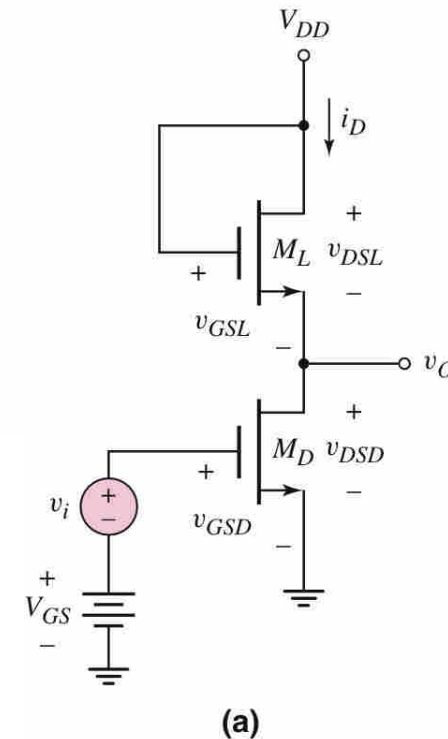 V_DD
i_D
+
+ M_L v_DSL
−
v_GSL −
v_O
+
+ M_D v_DSD
−
v_GSD −
v_i + −
+
V_GS
−
(a)